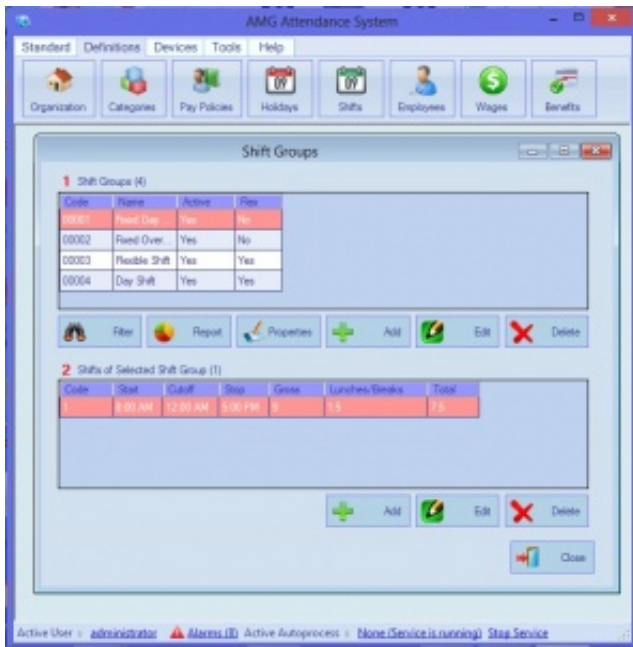 AMG Attendance System
Standard Definitions Devices Tools Help
Organization Categories Pay Policies Holidays Shifts Employees Wages Benefits
Shift Groups
1 Shift Groups (4)
Code Name Active Flex
00001 Fixed Day ... Yes No
00002 Fixed Over... Yes No
00003 Flexible Shift Yes Yes
00004 Day Shift Yes Yes
Filter Report Properties Add Edit Delete
2 Shifts of Selected Shift Group (1)
Code Start Cutoff Stop Gross Lunches/Breaks Total
1 8:00 AM 12:00 AM 5:00 PM 9 1.5 7.5
Add Edit Delete
Close
Active User : administrator Alarms Active Autoprocess : None (Service is running) Stop Service